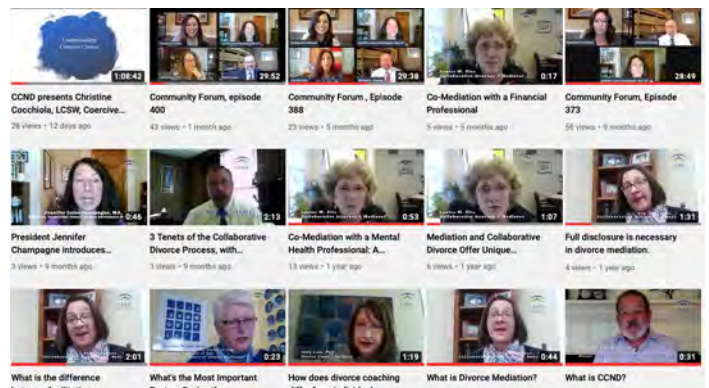 Understanding
Coercive Control
1:08:42
29:52
29:38
0:17
28:49
CCND presents Christine
Cocchiola, LCSW, Coercive...
28 views • 12 days ago
Community Forum, episode
400
43 views • 1 month ago
Community Forum , Episode
388
23 views • 5 months ago
Co-Mediation with a Financial
Professional
5 views • 5 months ago
Community Forum, Episode
373
56 views • 9 months ago
0:46
2:13
0:53
1:07
1:31
President Jennifer
Champagne introduces...
3 views • 9 months ago
3 Tenets of the Collaborative
Divorce Process, with...
3 views • 9 months ago
Co-Mediation with a Mental
Health Professional: A...
13 views • 1 year ago
Mediation and Collaborative
Divorce Offer Unique...
6 views • 1 year ago
Full disclosure is necessary
in divorce mediation.
4 views • 1 year ago
2:01
0:23
1:19
0:44
0:31
What is the difference
What's the Most Important
How does divorce coaching
What is Divorce Mediation?
What is CCND?